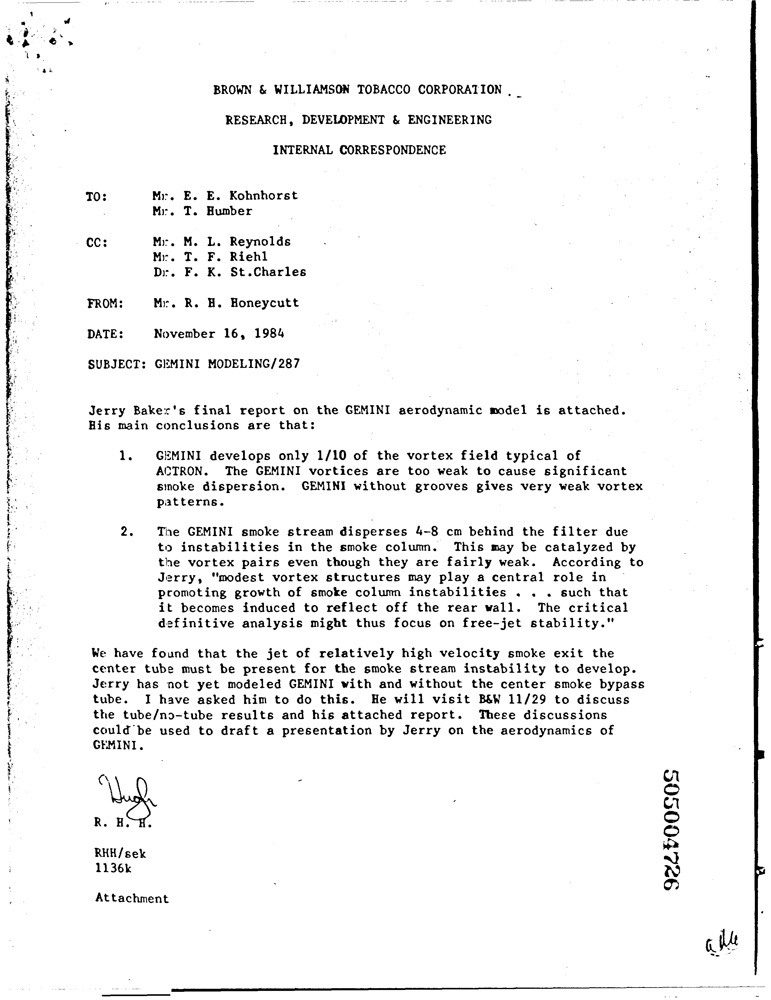 BROWN & WILLIAMSON TOBACCO CORPORATION
RESEARCH, DEVELOPMENT & ENGINEERING
INTERNAL CORRESPONDENCE
TO: Mr. E. E. Kohnhorst
Mr. T. Humber
CC: Mr. M. L. Reynolds
Mr. T. F. Riehl
Dr. F. K. St.Charles
FROM: Mr. R. H. Honeycutt
DATE: November 16, 1984
SUBJECT: GEMINI MODELING/287
Jerry Baker's final report on the GEMINI aerodynamic model is attached.
His main conclusions are that:
1. GEMINI develops only 1/10 of the vortex field typical of
ACTRON. The GEMINI vortices are too weak to cause significant
smoke dispersion. GEMINI without grooves gives very weak vortex
patterns.
2. The GEMINI smoke stream disperses 4-8 cm behind the filter due
to instabilities in the smoke column. This may be catalyzed by
the vortex pairs even though they are fairly weak. According to
Jerry, "modest vortex structures may play a central role in
promoting growth of smoke column instabilities . . . such that
it becomes induced to reflect off the rear wall. The critical
definitive analysis might thus focus on free-jet stability."
We have found that the jet of relatively high velocity smoke exit the
center tube must be present for the smoke stream instability to develop.
Jerry has not yet modeled GEMINI with and without the center smoke bypass
tube. I have asked him to do this. He will visit B&W 11/29 to discuss
the tube/no-tube results and his attached report. These discussions
could be used to draft a presentation by Jerry on the aerodynamics of
GEMINI.
Hugh
R. H. H.
RHH/sek
1136k
Attachment
505004726